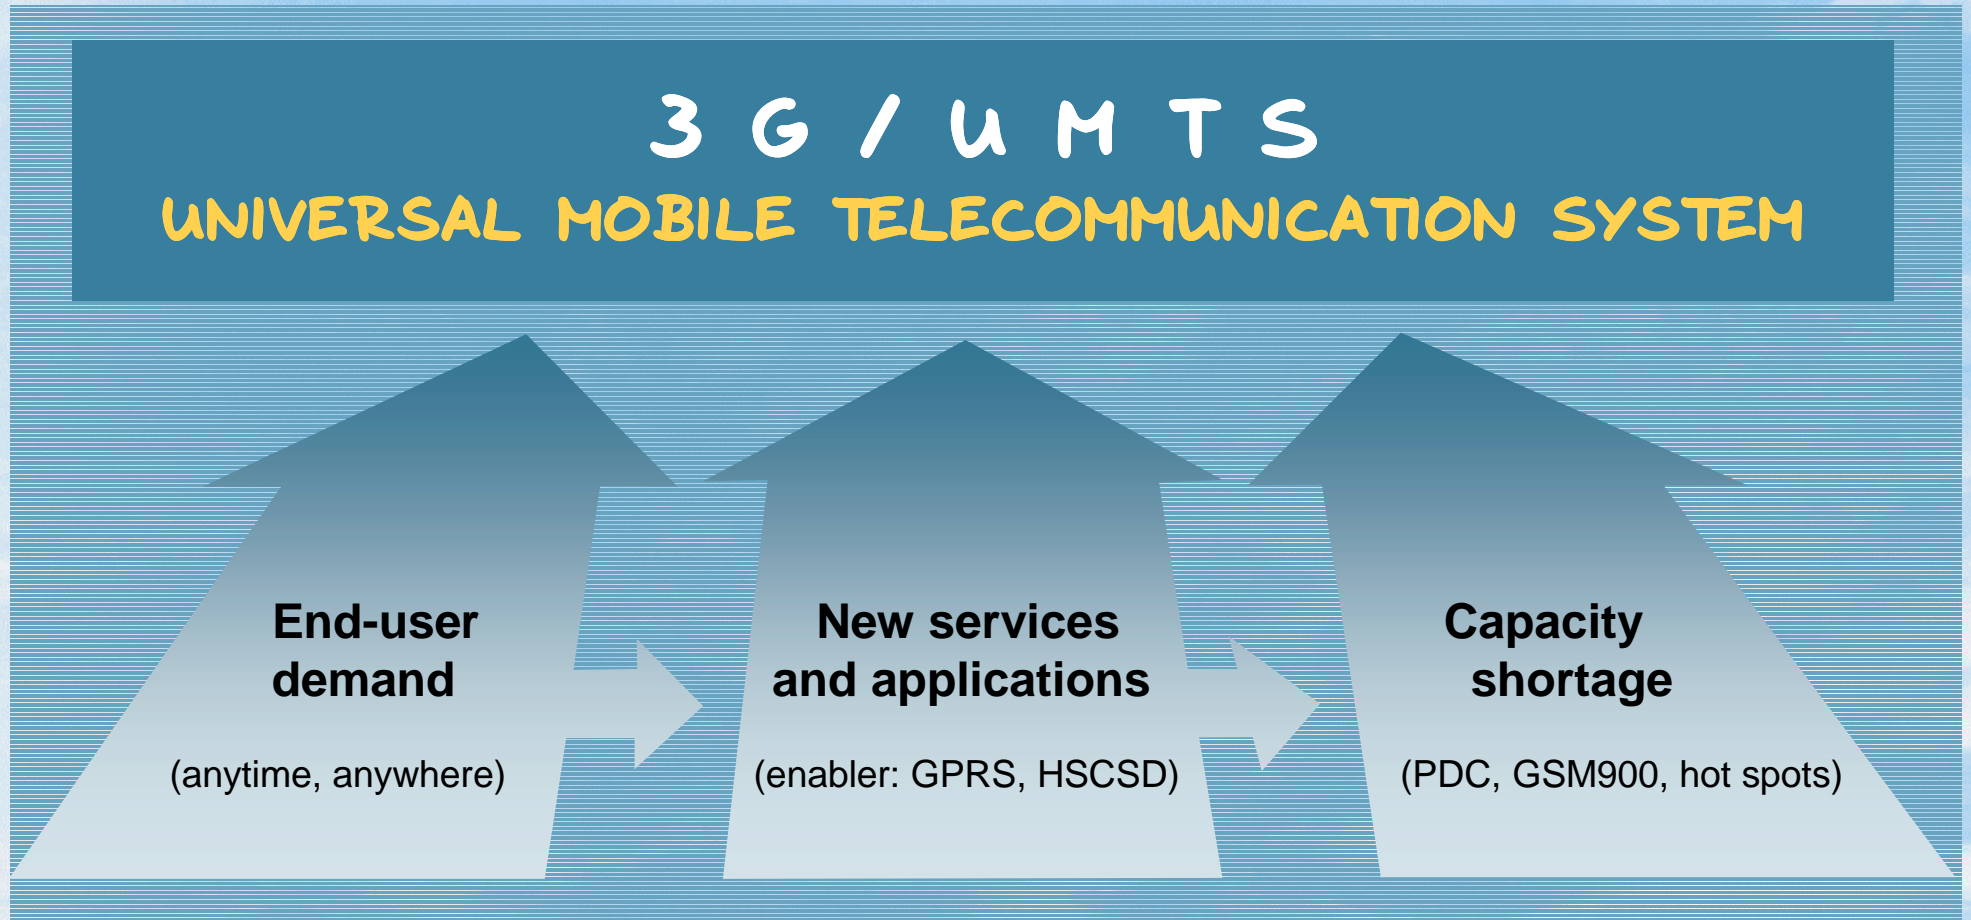 3G/UMTS
UNIVERSAL MOBILE TELECOMMUNICATION SYSTEM
End-user
demand
(anytime, anywhere)
New services
and applications
(enabler: GPRS, HSCSD)
Capacity
shortage
(PDC, GSM900, hot spots)